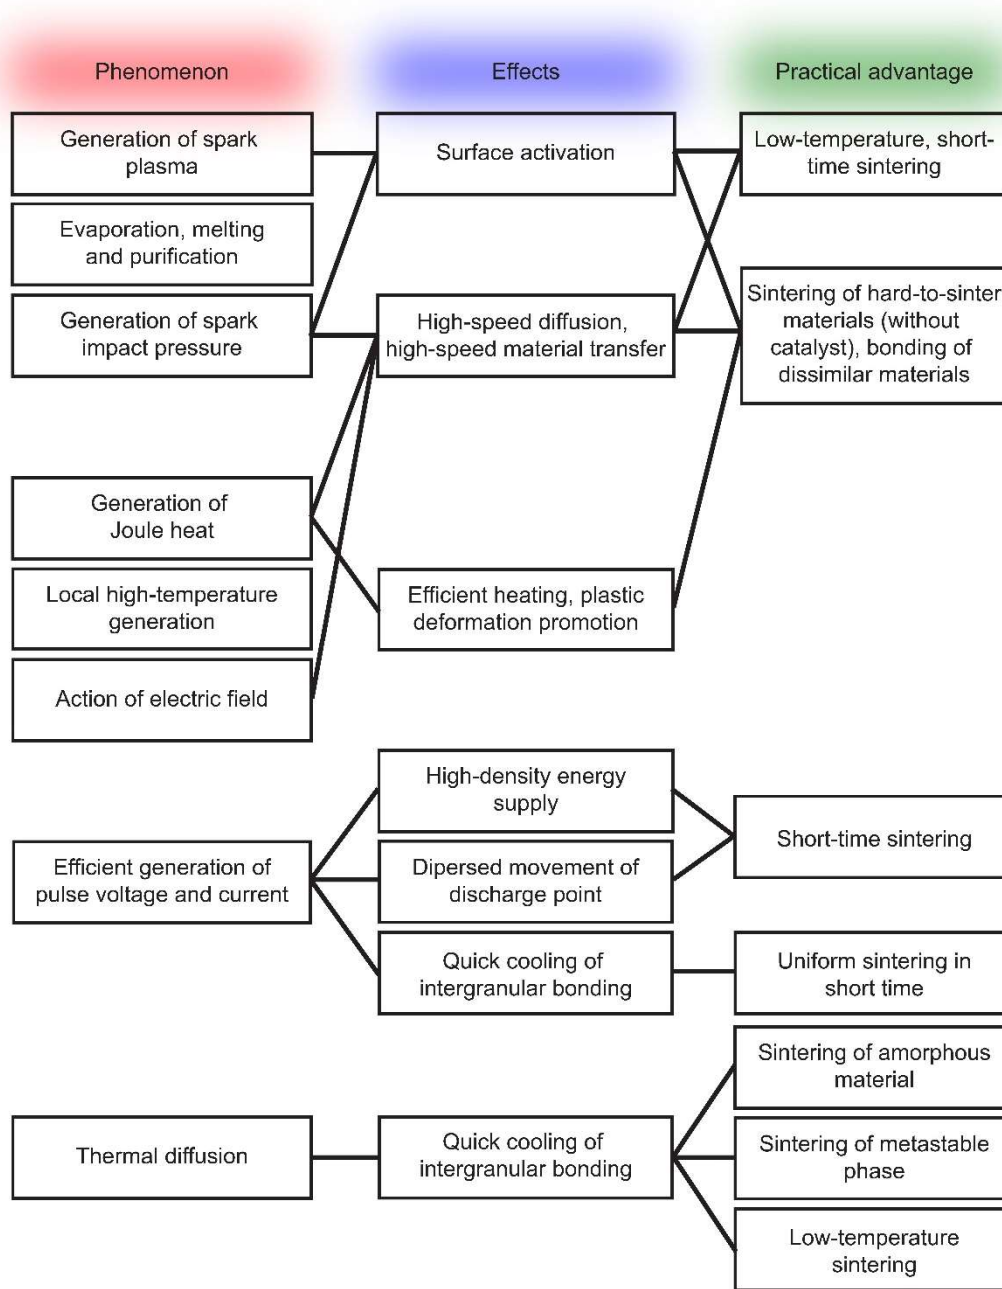 Phenomenon
Effects
Practical advantage
Generation of spark
plasma
Surface activation
Low-temperature, short-
time sintering
Evaporation, melting
and purification
Generation of spark
impact pressure
High-speed diffusion,
high-speed material transfer
Sintering of hard-to-sinter
materials (without
catalyst), bonding of
dissimilar materials
Generation of
Joule heat
Local high-temperature
generation
Efficient heating, plastic
deformation promotion
Action of electric field
High-density energy
supply
Short-time sintering
Efficient generation of
pulse voltage and current
Dipersed movement of
discharge point
Quick cooling of
intergranular bonding
Uniform sintering in
short time
Sintering of amorphous
material
Thermal diffusion
Quick cooling of
intergranular bonding
Sintering of metastable
phase
Low-temperature
sintering